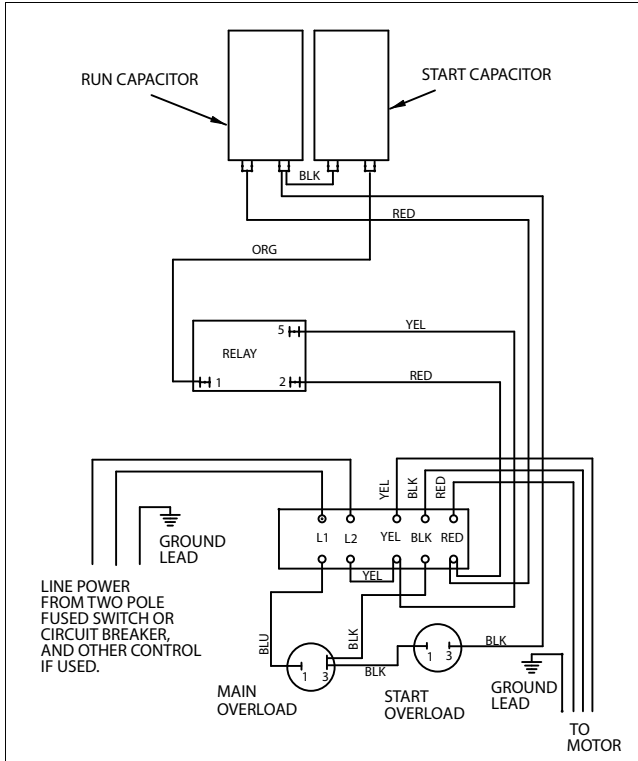 RUN CAPACITOR
START CAPACITOR
BLK
RED
ORG
5
YEL
RELAY
1
2
RED
YEL
BLK
RED
GROUND
LEAD
L1
L2
YEL
BLK
RED
YEL
LINE POWER
FROM TWO POLE
FUSED SWITCH OR
CIRCUIT BREAKER,
AND OTHER CONTROL
IF USED.
BLU
BLK
1
3
BLK
1
3
BLK
MAIN
OVERLOAD
START
OVERLOAD
GROUND
LEAD
TO
MOTOR